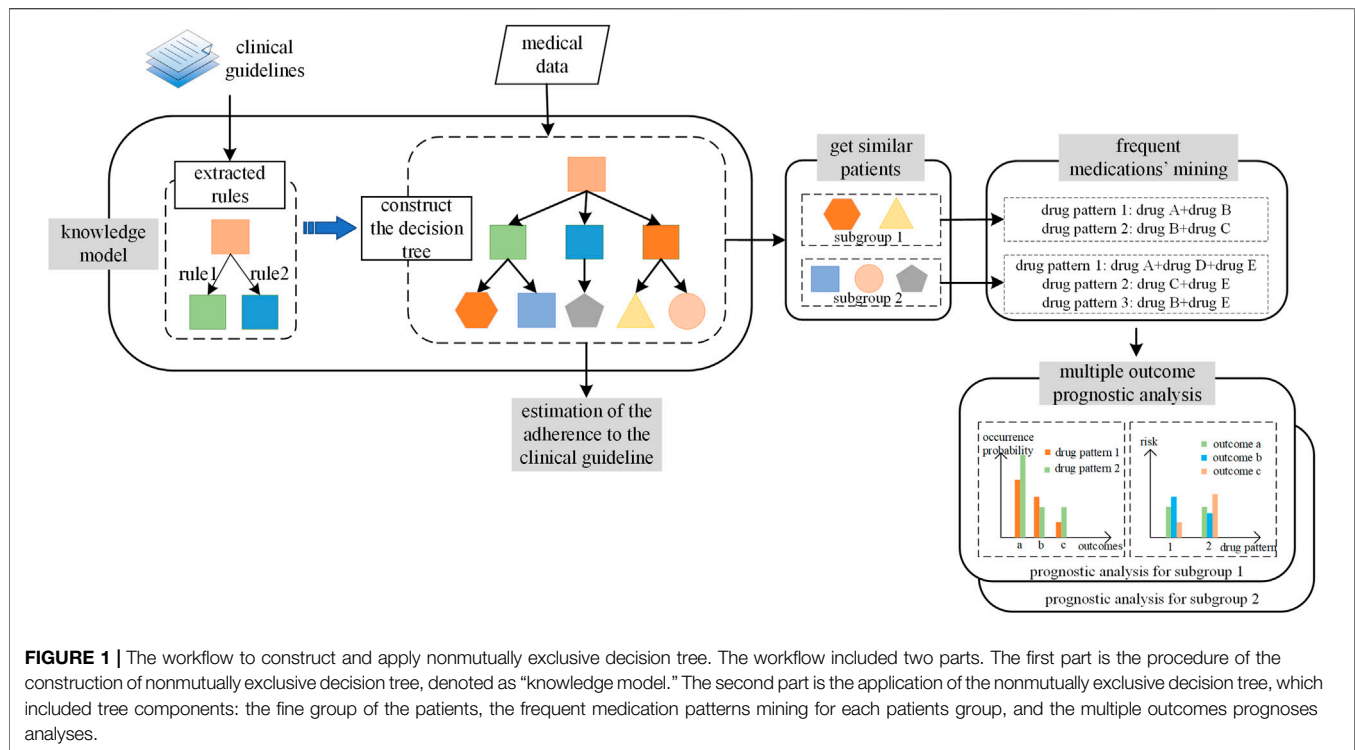 clinical
guidelines
medical
data
extracted
rules
rule1
rule2
knowledge
model
construct
the decision
tree
estimation of the
adherence to the
clinical guideline
get similar
patients
subgroup 1
subgroup 2
frequent
medications' mining
drug pattern 1: drug A+drug B
drug pattern 2: drug B+drug C
drug pattern 1: drug A+drug D+drug E
drug pattern 2: drug C+drug E
drug pattern 3: drug B+drug E
multiple outcome
prognostic analysis
occurrence
probability
drug pattern 1
drug pattern 2
a b c outcomes
risk
outcome a
outcome b
outcome c
1 2 drug pattern
prognostic analysis for subgroup 1
prognostic analysis for subgroup 2
FIGURE 1 | The workflow to construct and apply nonmutually exclusive decision tree. The workflow included two parts. The first part is the procedure of the
construction of nonmutually exclusive decision tree, denoted as “knowledge model.” The second part is the application of the nonmutually exclusive decision tree, which
included tree components: the fine group of the patients, the frequent medication patterns mining for each patients group, and the multiple outcomes prognoses
analyses.